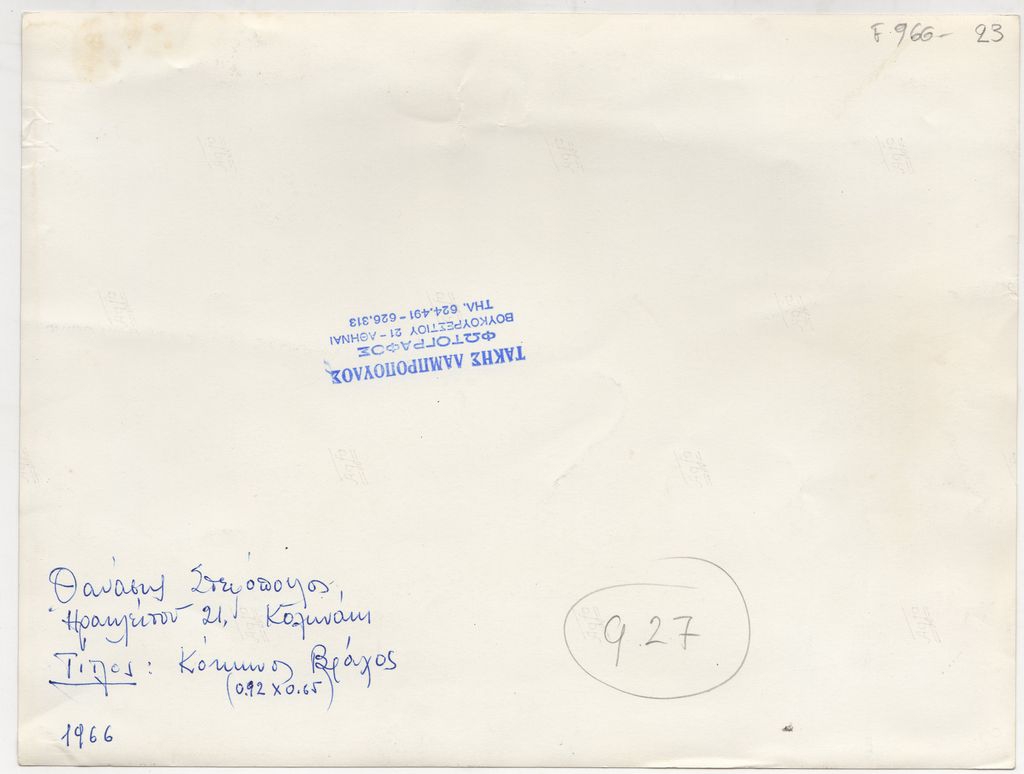 F.966- 23
ΤΑΚΗΣ ΛΑΜΠΡΟΠΟΥΛΟΣ
ΦΩΤΟΓΡΑΦΟΣ
ΒΟΥΚΟΥΡΕΣΤΙΟΥ 21 - ΑΘΗΝΑΙ
ΤΗΛ. 624.491 - 626.313
Θανάσης
Ηρακλείτου 21, Κολωνάκι
Τίτλος: Κόκκινος Βράχος
(0.92 x 0.65)
1966
9.27